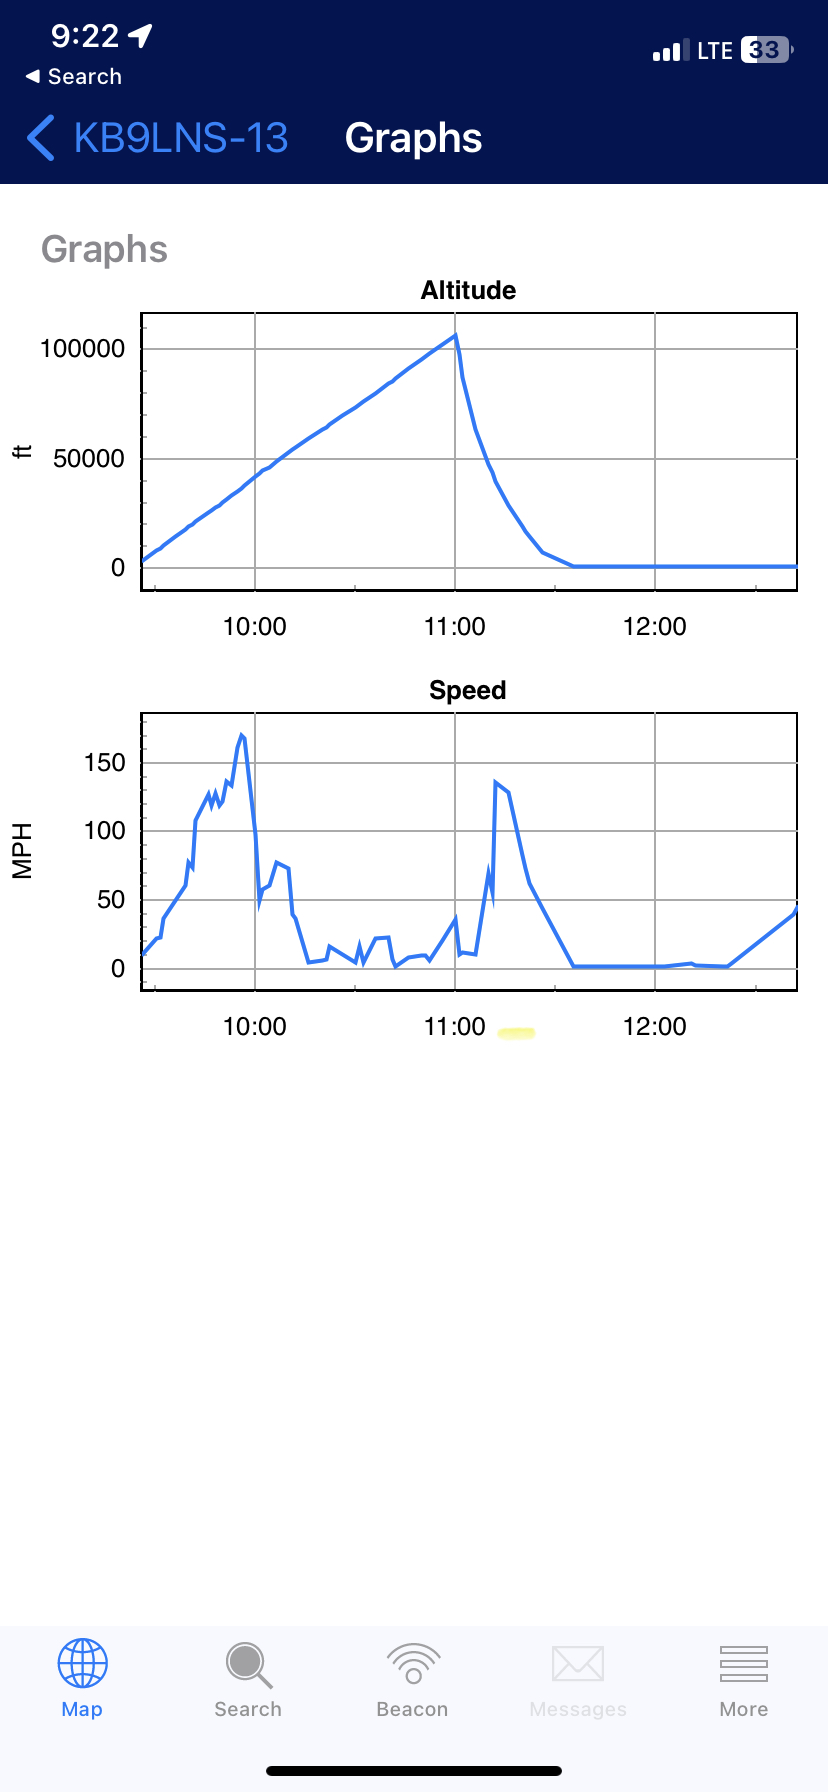 9:22
LTE 33
◀ Search
KB9LNS-13 Graphs
Graphs
Altitude
100000
ft
50000
0
10:00 11:00 12:00
Speed
150
100
MPH
50
0
10:00 11:00 12:00
Map Search Beacon Messages More